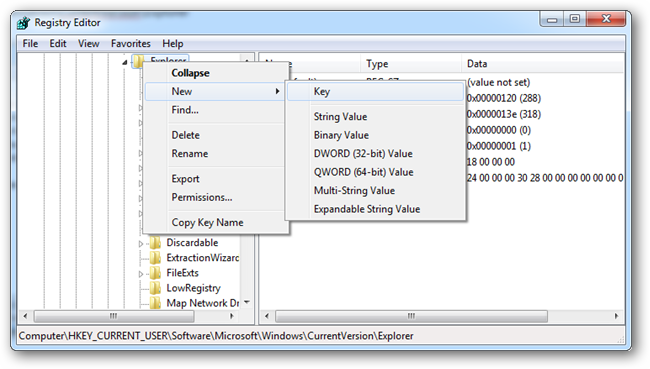 Registry Editor
File Edit View Favorites Help
Explorer
Type Data
Collapse
New
Find...
Delete
Rename
Export
Permissions...
Copy Key Name
Key
String Value
Binary Value
DWORD (32-bit) Value
QWORD (64-bit) Value
Multi-String Value
Expandable String Value
(value not set)
0x00000120 (288)
0x0000013e (318)
0x00000000 (0)
0x00000001 (1)
18 00 00 00
24 00 00 00 30 28 00 00 00 00 00 00 0
Discardable
ExtractionWizard
FileExts
LowRegistry
Map Network Dr
Computer\HKEY_CURRENT_USER\Software\Microsoft\Windows\CurrentVersion\Explorer